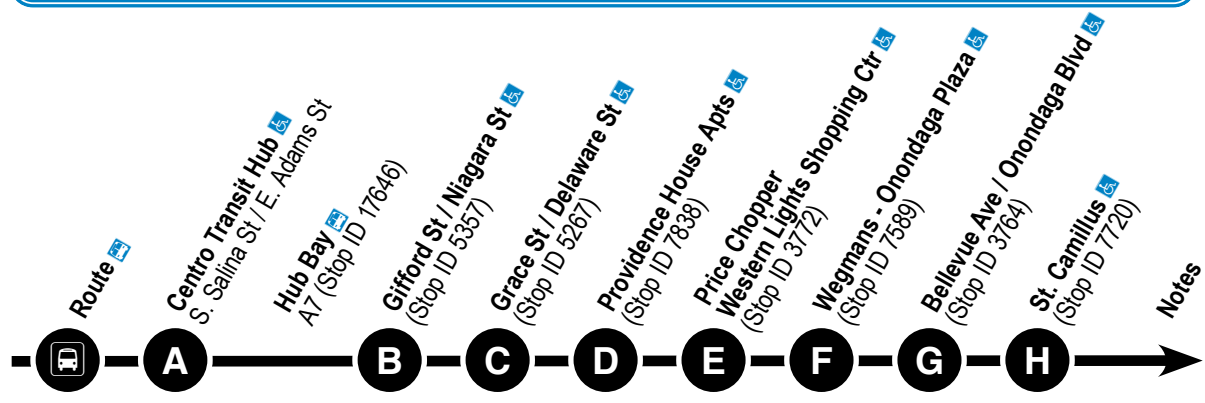 Route
Centro Transit Hub
S. Salina St / E. Adams St
Hub Bay
A7 (Stop ID 17646)
Gifford St / Niagara St
(Stop ID 5357)
Grace St / Delaware St
(Stop ID 5267)
Providence House Apts
(Stop ID 7838)
Price Chopper
Western Lights Shopping Ctr
(Stop ID 3772)
Wegmans - Onondaga Plaza
(Stop ID 7589)
Bellevue Ave / Onondaga Blvd
(Stop ID 3764)
St. Camillus
(Stop ID 7720)
Notes
A B C D E F G H